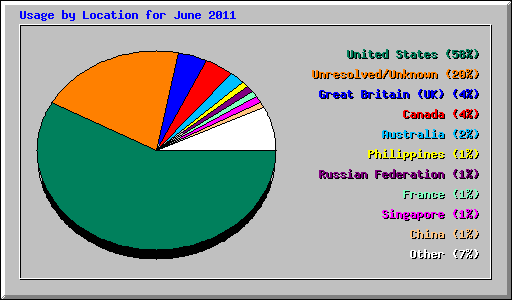 Usage by Location for June 2011
United States (58%)
Unresolved/Unknown (20%)
Great Britain (UK) (4%)
Canada (4%)
Australia (2%)
Philippines (1%)
Russian Federation (1%)
France (1%)
Singapore (1%)
China (1%)
Other (7%)